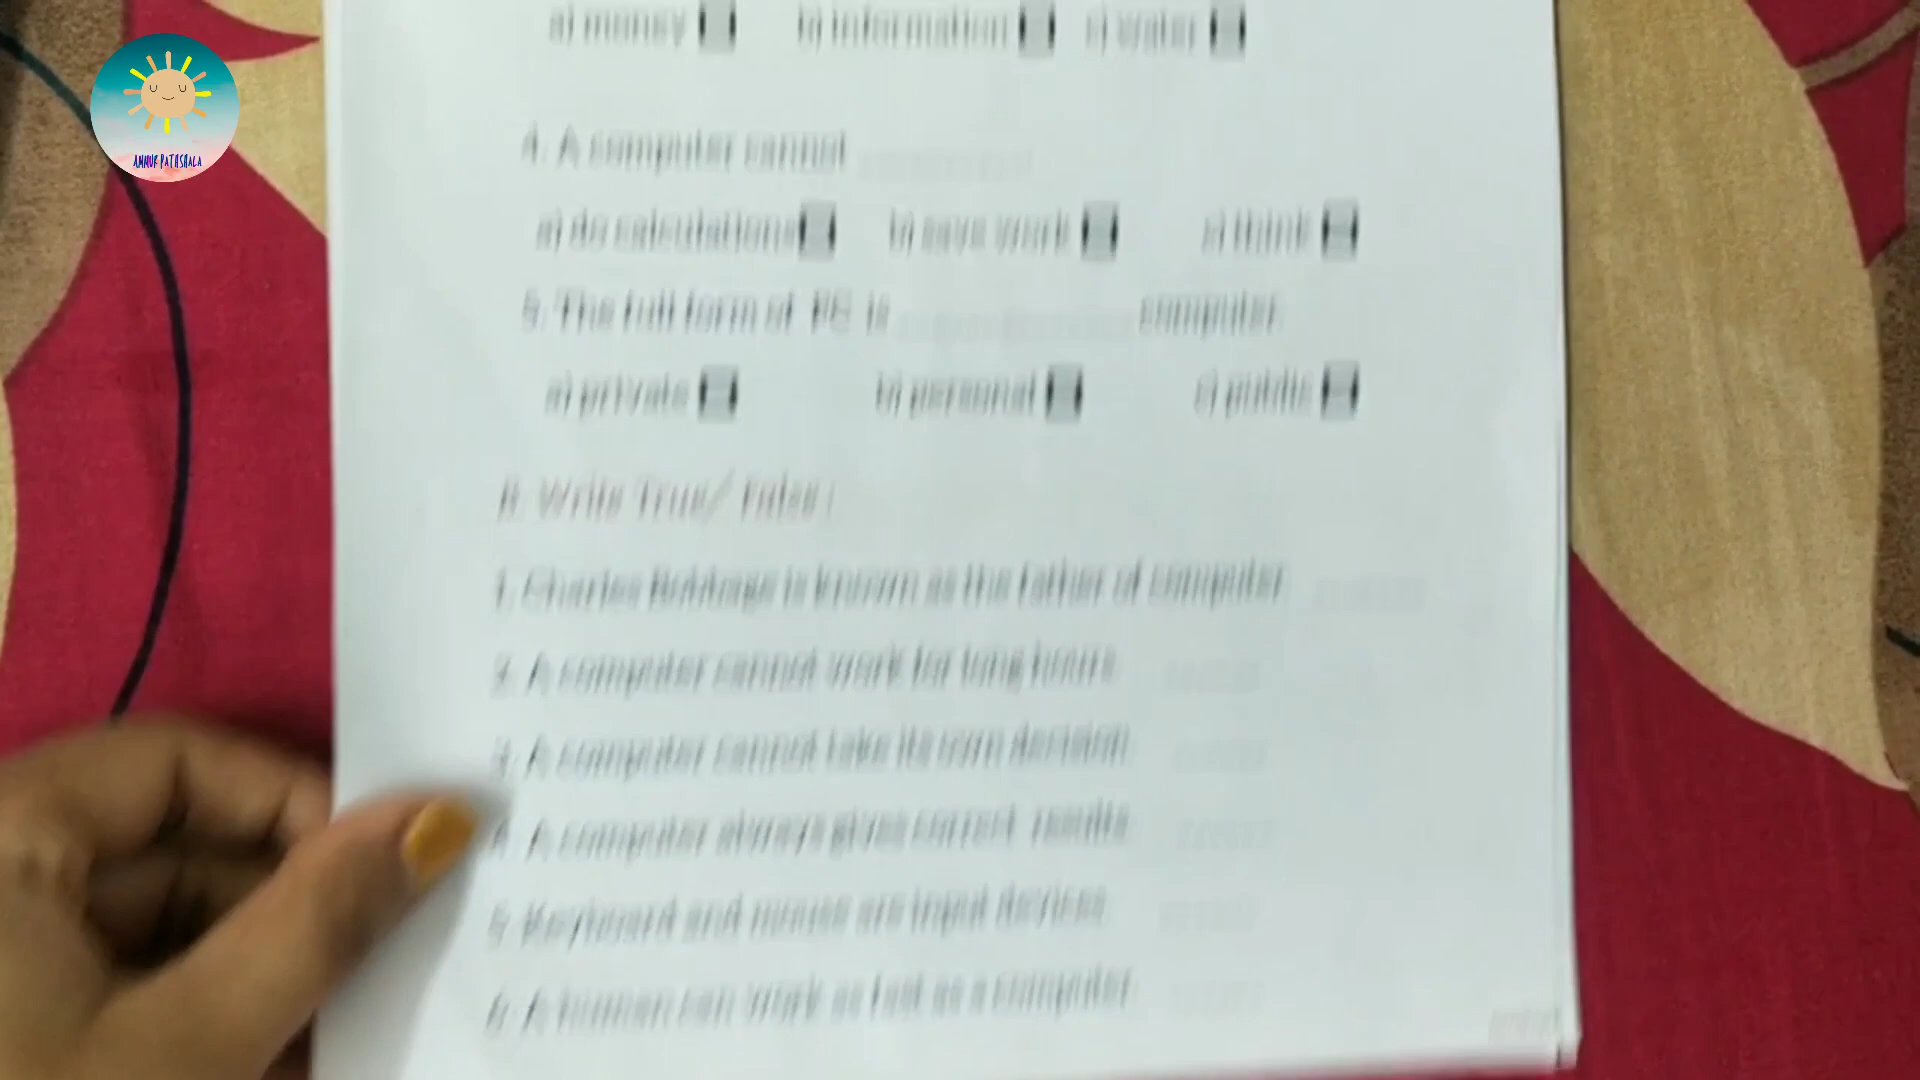 a) money b) information c) water
4. A computer cannot
a) do calculations b) save work c) think
5. The full form of PC is computer.
a) private b) personal c) public
B. Write True/ False :
1. Charles Babbage is known as the father of computer
2. A computer cannot work for long hours
3. A computer cannot take its own decision
4. A computer always gives correct results
5. Keyboard and mouse are input devices
6. A human can work as fast as a computer
ANNUR PATHSHALA